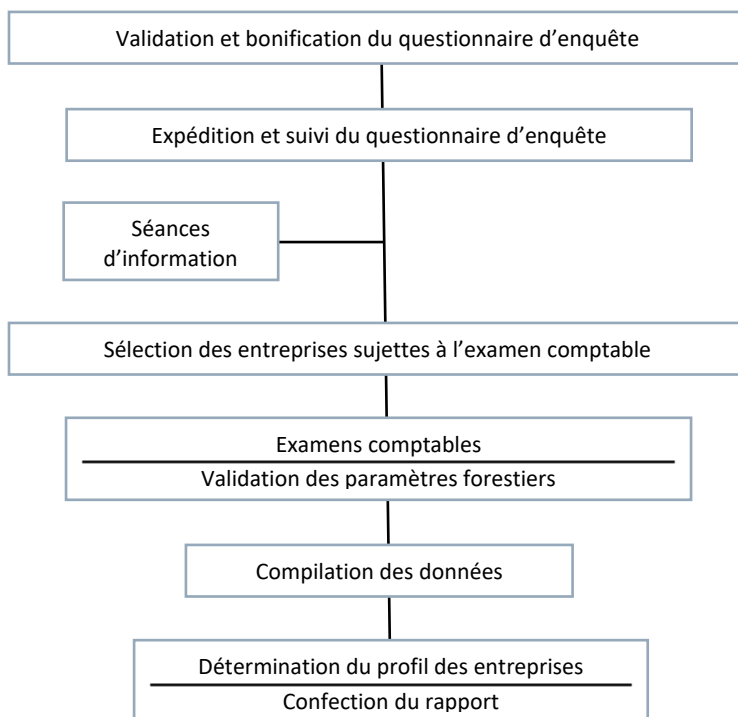 Validation et bonification du questionnaire d’enquête
Expédition et suivi du questionnaire d’enquête
Séances
d’information
Sélection des entreprises sujettes à l’examen comptable
Examens comptables
Validation des paramètres forestiers
Compilation des données
Détermination du profil des entreprises
Confection du rapport